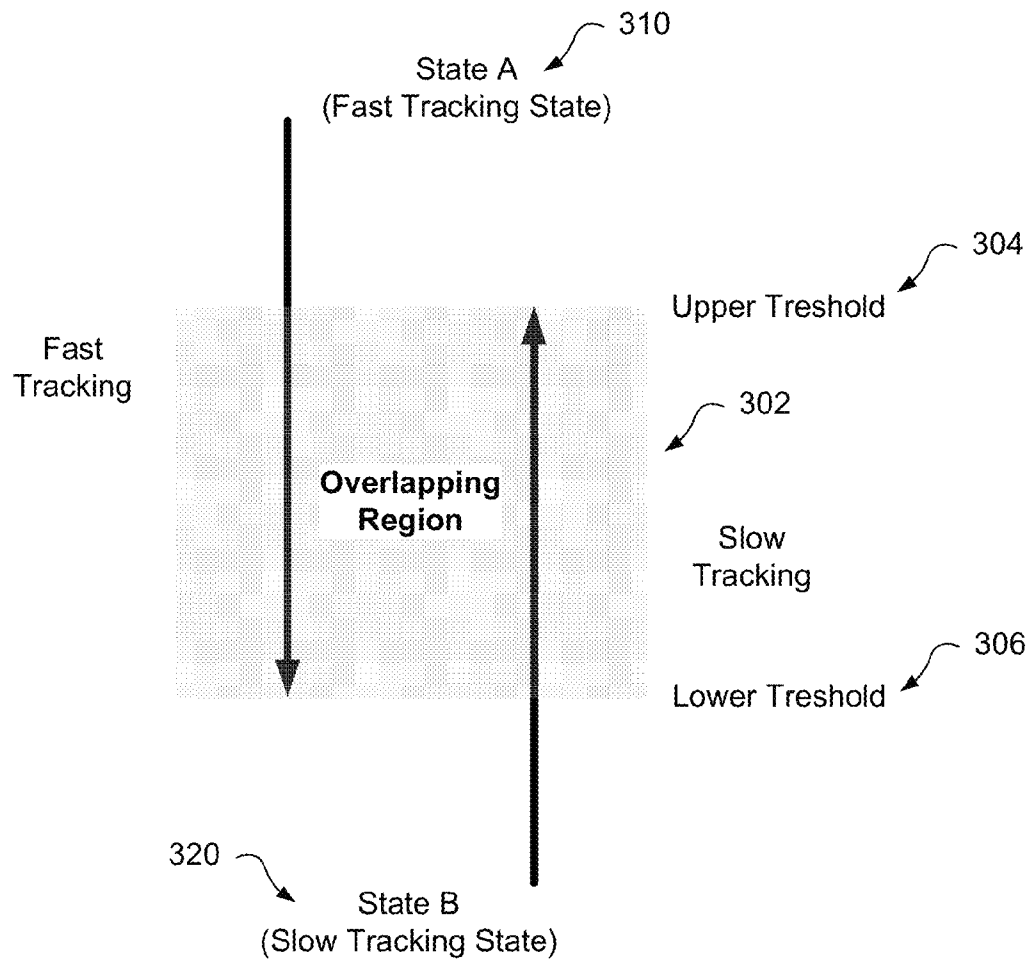 310
State A
(Fast Tracking State)
304
Upper Treshold
Fast
Tracking
302
Overlapping
Region
Slow
Tracking
306
Lower Treshold
320
State B
(Slow Tracking State)